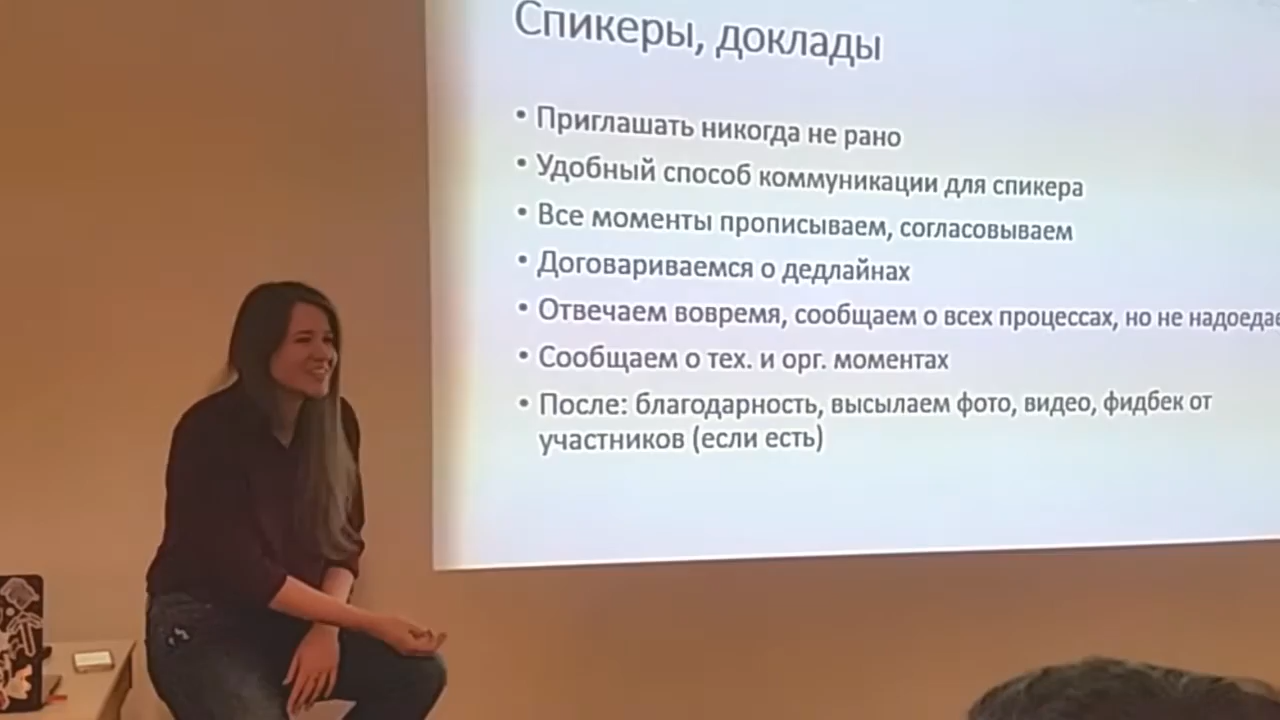 Спикеры, доклады
• Приглашать никогда не рано
• Удобный способ коммуникации для спикера
• Все моменты прописываем, согласовываем
• Договариваемся о дедлайнах
• Отвечаем вовремя, сообщаем о всех процессах, но не
• Сообщаем о тех. и орг. моментах
• После: благодарность, высылаем фото, видео, фидбек от
участников (если есть)